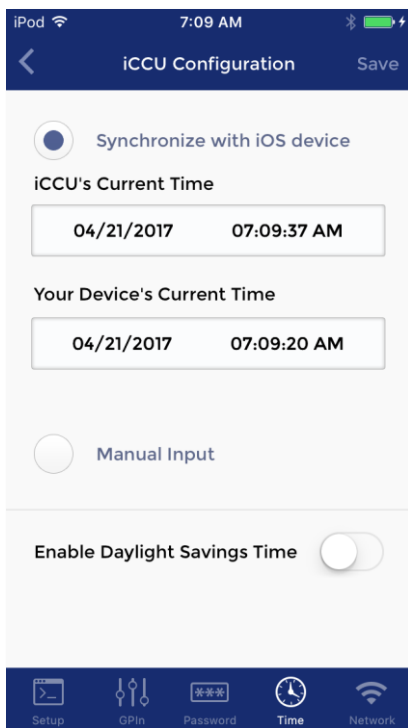 iPod 7:09 AM
iCCU Configuration Save
Synchronize with iOS device
iCCU's Current Time
04/21/2017 07:09:37 AM
Your Device's Current Time
04/21/2017 07:09:20 AM
Manual Input
Enable Daylight Savings Time
>_ ***
Setup GPIn Password Time Network